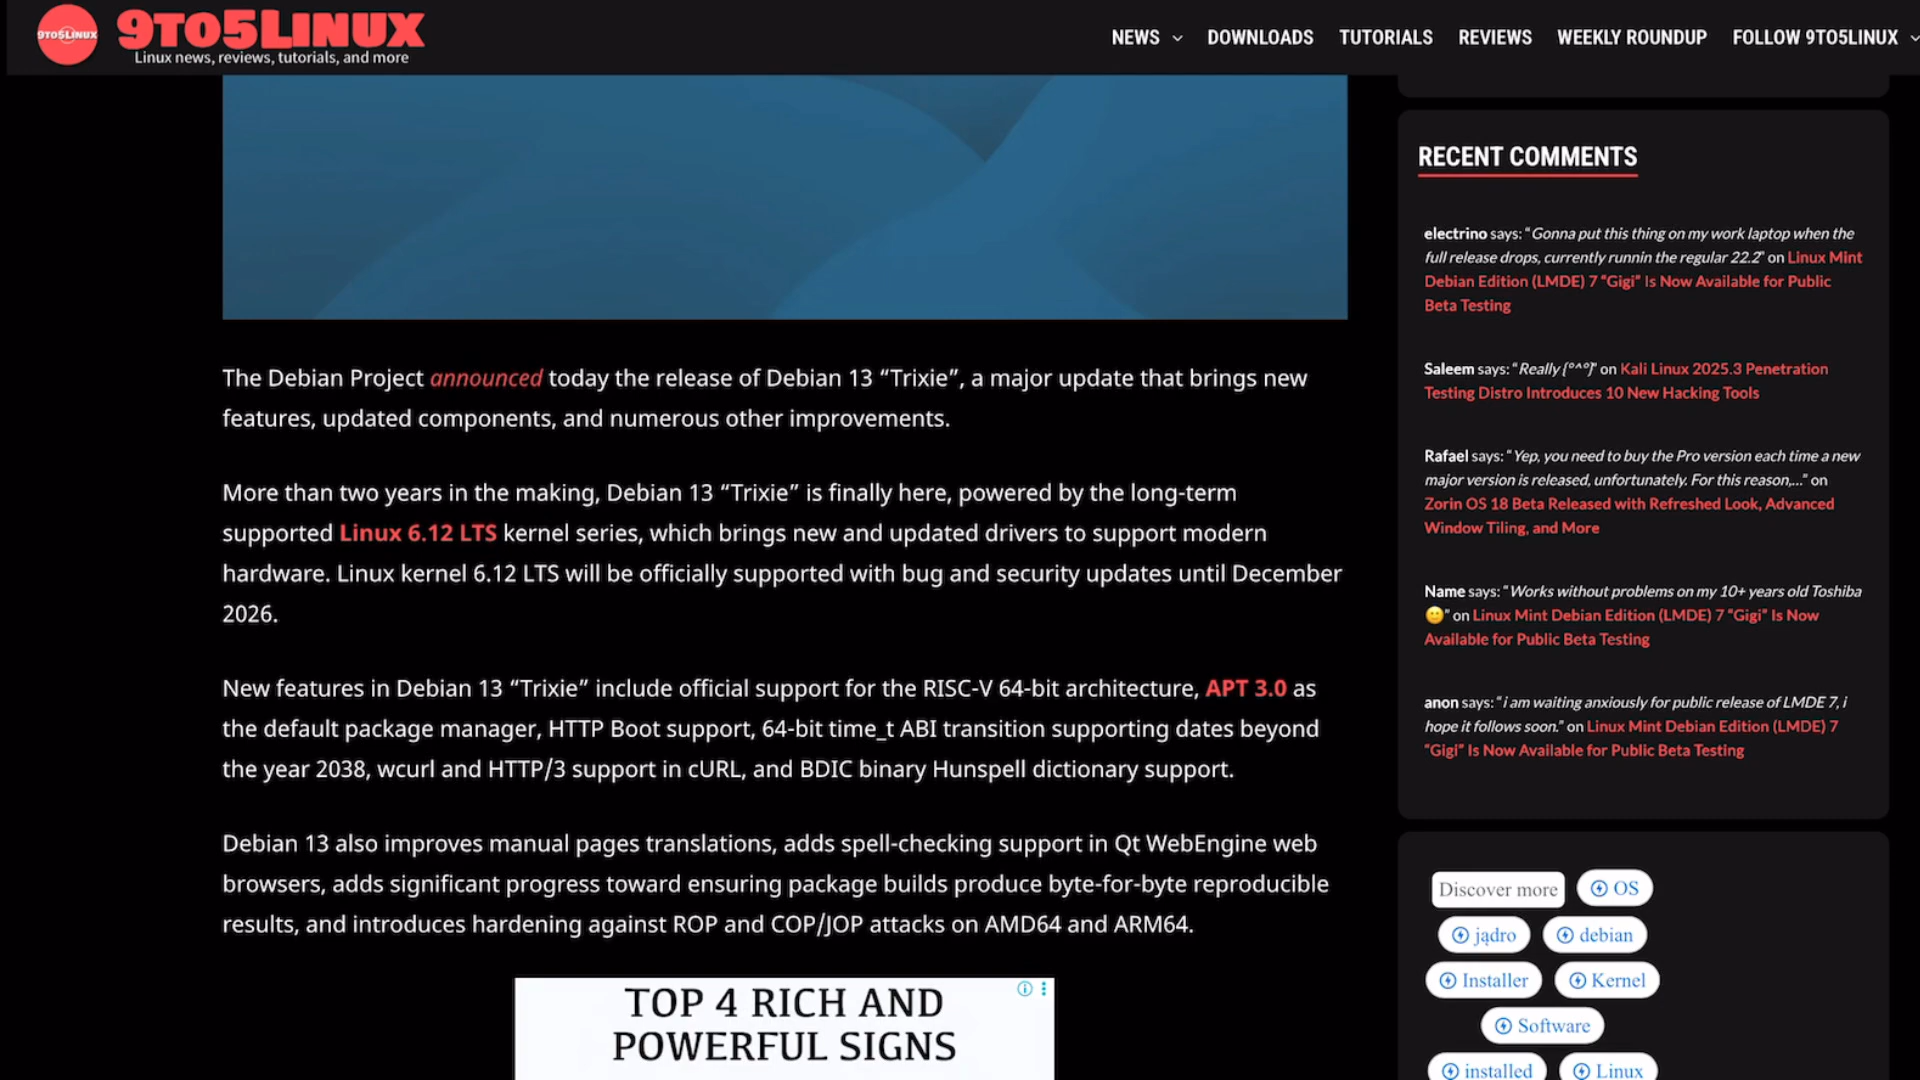 9TO5LINUX
9TO5LINUX
Linux news, reviews, tutorials, and more
NEWS
DOWNLOADS
TUTORIALS
REVIEWS
WEEKLY ROUNDUP
FOLLOW 9TO5LINUX
The Debian Project announced today the release of Debian 13 “Trixie”, a major update that brings new
features, updated components, and numerous other improvements.
More than two years in the making, Debian 13 “Trixie” is finally here, powered by the long-term
supported Linux 6.12 LTS kernel series, which brings new and updated drivers to support modern
hardware. Linux kernel 6.12 LTS will be officially supported with bug and security updates until December
2026.
New features in Debian 13 “Trixie” include official support for the RISC-V 64-bit architecture, APT 3.0 as
the default package manager, HTTP Boot support, 64-bit time_t ABI transition supporting dates beyond
the year 2038, wcurl and HTTP/3 support in cURL, and BDIC binary Hunspell dictionary support.
Debian 13 also improves manual pages translations, adds spell-checking support in Qt WebEngine web
browsers, adds significant progress toward ensuring package builds produce byte-for-byte reproducible
results, and introduces hardening against ROP and COP/JOP attacks on AMD64 and ARM64.
TOP 4 RICH AND
POWERFUL SIGNS
RECENT COMMENTS
electrino says: “Gonna put this thing on my work laptop when the
full release drops, currently runnin the regular 22.2” on Linux Mint
Debian Edition (LMDE) 7 “Gigi” Is Now Available for Public
Beta Testing
Saleem says: “Really [°^°]” on Kali Linux 2025.3 Penetration
Testing Distro Introduces 10 New Hacking Tools
Rafael says: “Yep, you need to buy the Pro version each time a new
major version is released, unfortunately. For this reason,…” on
Zorin OS 18 Beta Released with Refreshed Look, Advanced
Window Tiling, and More
Name says: “Works without problems on my 10+ years old Toshiba
🙂” on Linux Mint Debian Edition (LMDE) 7 “Gigi” Is Now
Available for Public Beta Testing
anon says: “i am waiting anxiously for public release of LMDE 7, i
hope it follows soon.” on Linux Mint Debian Edition (LMDE) 7
“Gigi” Is Now Available for Public Beta Testing
Discover more
OS
jądro
debian
Installer
Kernel
Software
installed
Linux